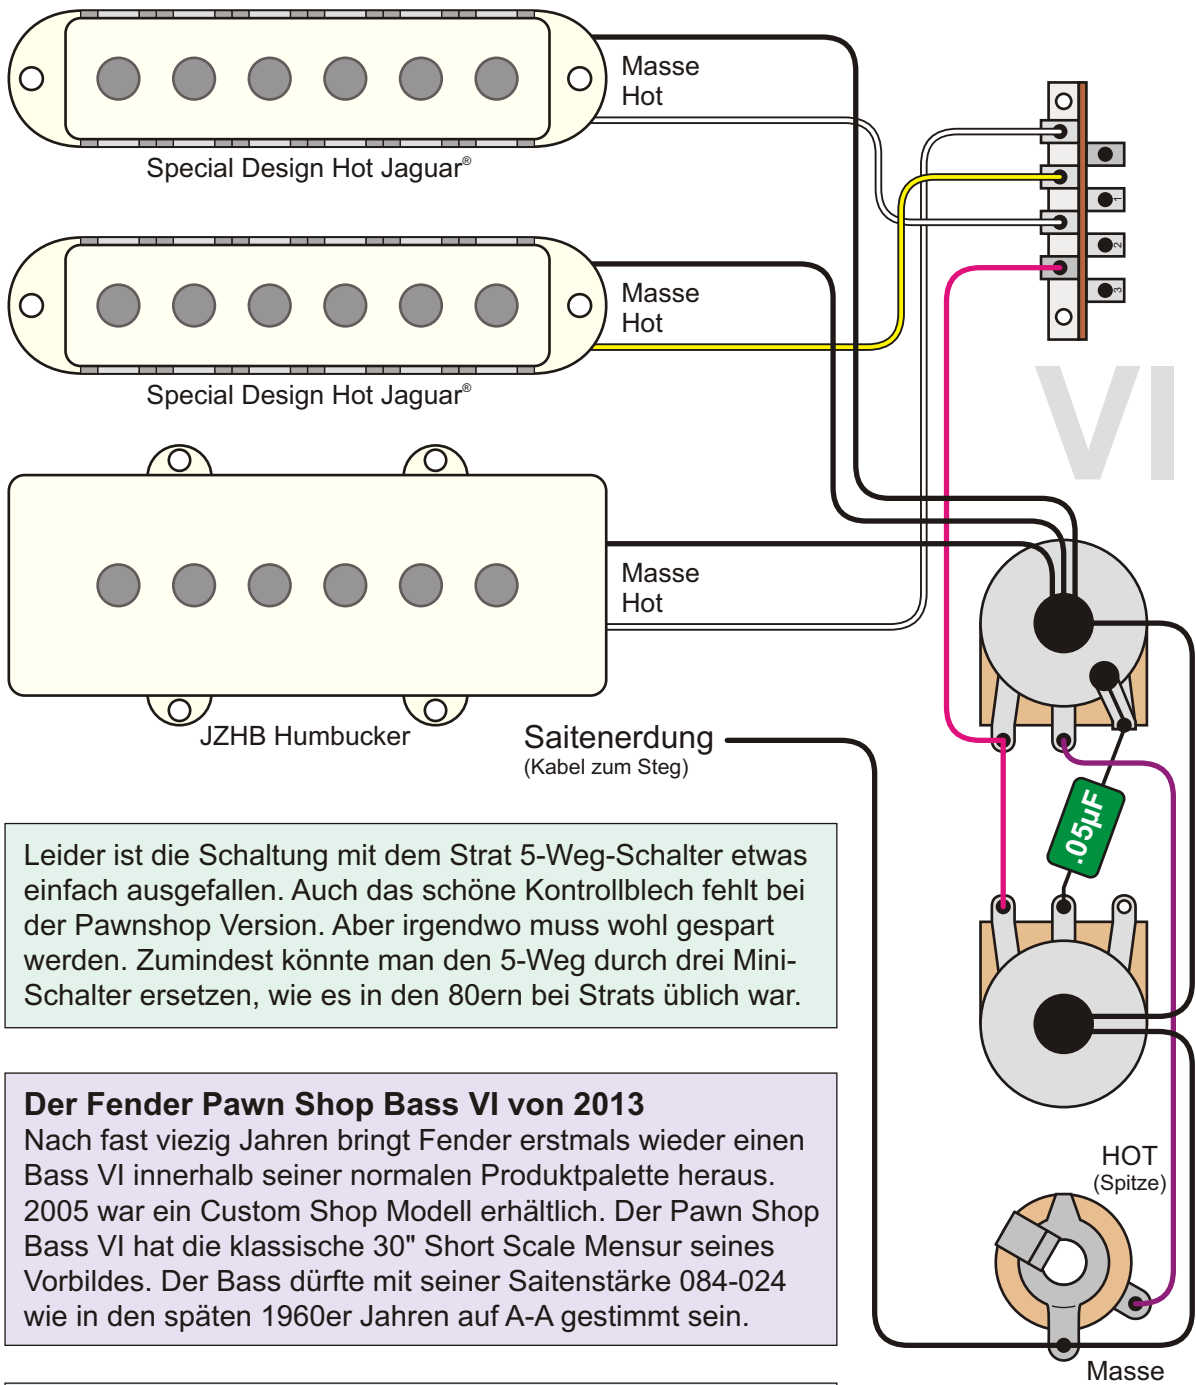 Masse
Hot
Special Design Hot Jaguar®
1
2
3
Masse
Hot
Special Design Hot Jaguar®
VI
Masse
Hot
JZHB Humbucker
Saitenerdung
(Kabel zum Steg)
.05µF
Leider ist die Schaltung mit dem Strat 5-Weg-Schalter etwas
einfach ausgefallen. Auch das schöne Kontrollblech fehlt bei
der Pawnshop Version. Aber irgendwo muss wohl gespart
werden. Zumindest könnte man den 5-Weg durch drei Mini-
Schalter ersetzen, wie es in den 80ern bei Strats üblich war.
Der Fender Pawn Shop Bass VI von 2013
Nach fast viezig Jahren bringt Fender erstmals wieder einen
Bass VI innerhalb seiner normalen Produktpalette heraus.
2005 war ein Custom Shop Modell erhältlich. Der Pawn Shop
Bass VI hat die klassische 30" Short Scale Mensur seines
Vorbildes. Der Bass dürfte mit seiner Saitenstärke 084-024
wie in den späten 1960er Jahren auf A-A gestimmt sein.
HOT
(Spitze)
Masse